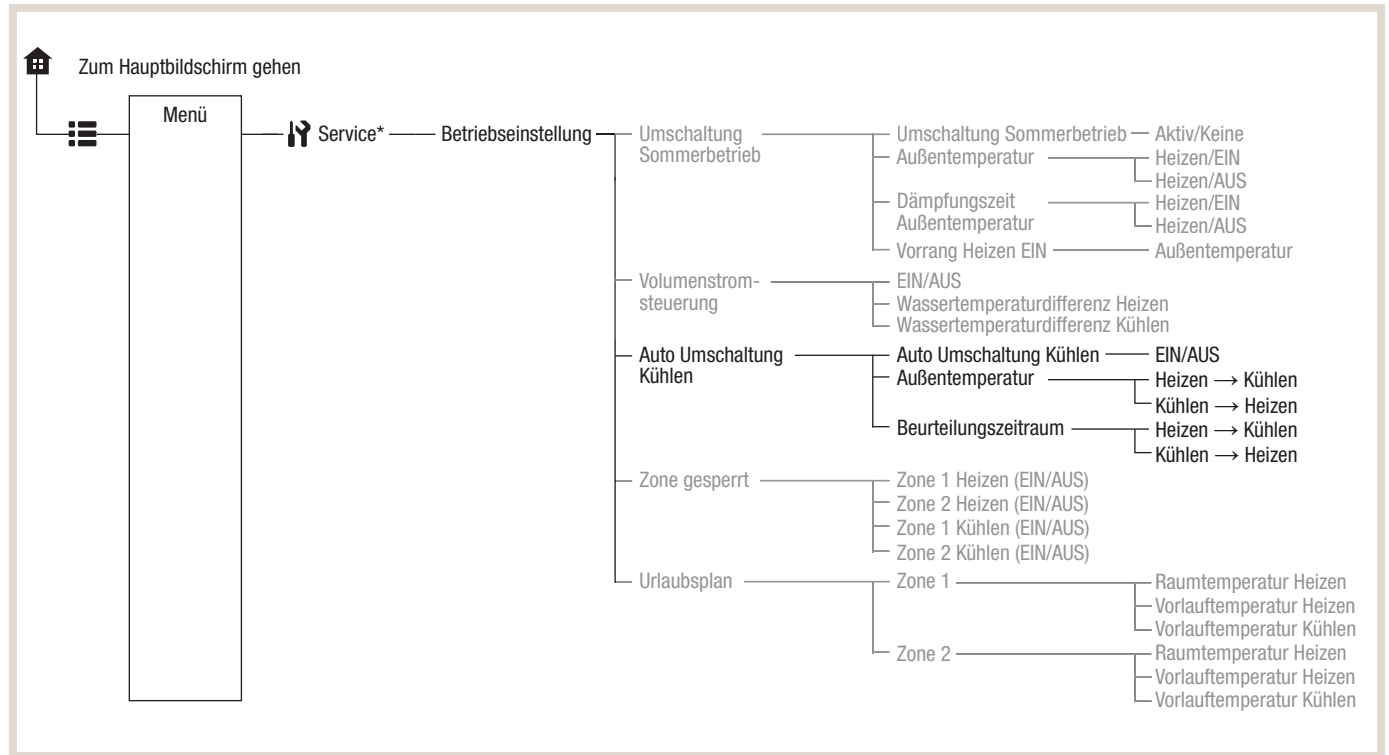 Zum Hauptbildschirm gehen
Menü
Service*
Betriebseinstellung
Umschaltung
Sommerbetrieb
Umschaltung Sommerbetrieb
Aktiv/Keine
Außentemperatur
Heizen/EIN
Heizen/AUS
Dämpfungszeit
Außentemperatur
Heizen/EIN
Heizen/AUS
Vorrang Heizen EIN
Außentemperatur
Volumenstrom-
steuerung
EIN/AUS
Wassertemperaturdifferenz Heizen
Wassertemperaturdifferenz Kühlen
Auto Umschaltung
Kühlen
Auto Umschaltung Kühlen
EIN/AUS
Außentemperatur
Heizen → Kühlen
Kühlen → Heizen
Beurteilungszeitraum
Heizen → Kühlen
Kühlen → Heizen
Zone gesperrt
Zone 1 Heizen (EIN/AUS)
Zone 2 Heizen (EIN/AUS)
Zone 1 Kühlen (EIN/AUS)
Zone 2 Kühlen (EIN/AUS)
Urlaubsplan
Zone 1
Raumtemperatur Heizen
Vorlauftemperatur Heizen
Vorlauftemperatur Kühlen
Zone 2
Raumtemperatur Heizen
Vorlauftemperatur Heizen
Vorlauftemperatur Kühlen